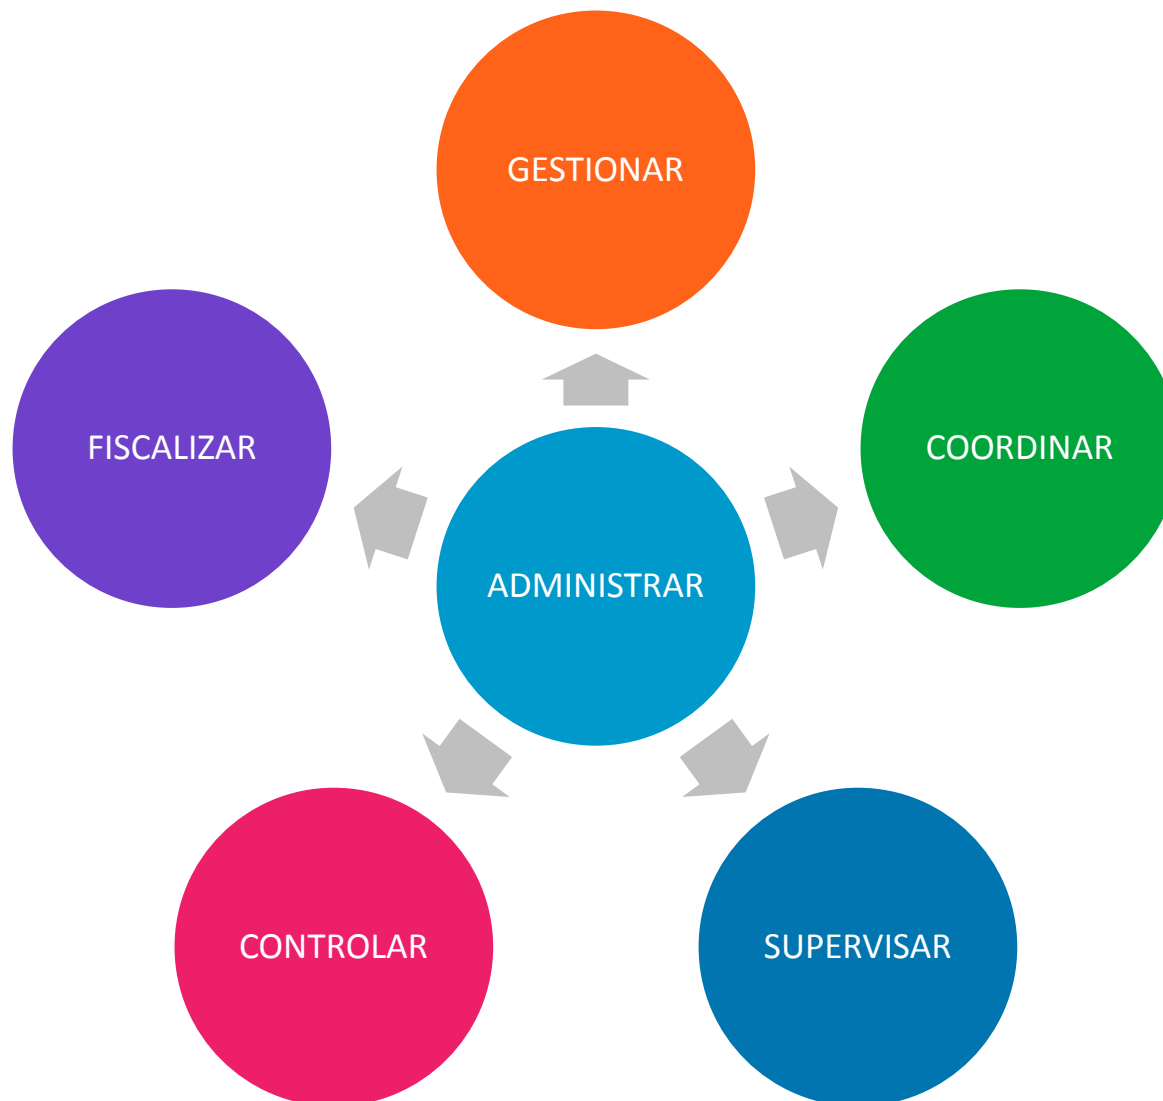 GESTIONAR
FISCALIZAR
COORDINAR
ADMINISTRAR
CONTROLAR
SUPERVISAR